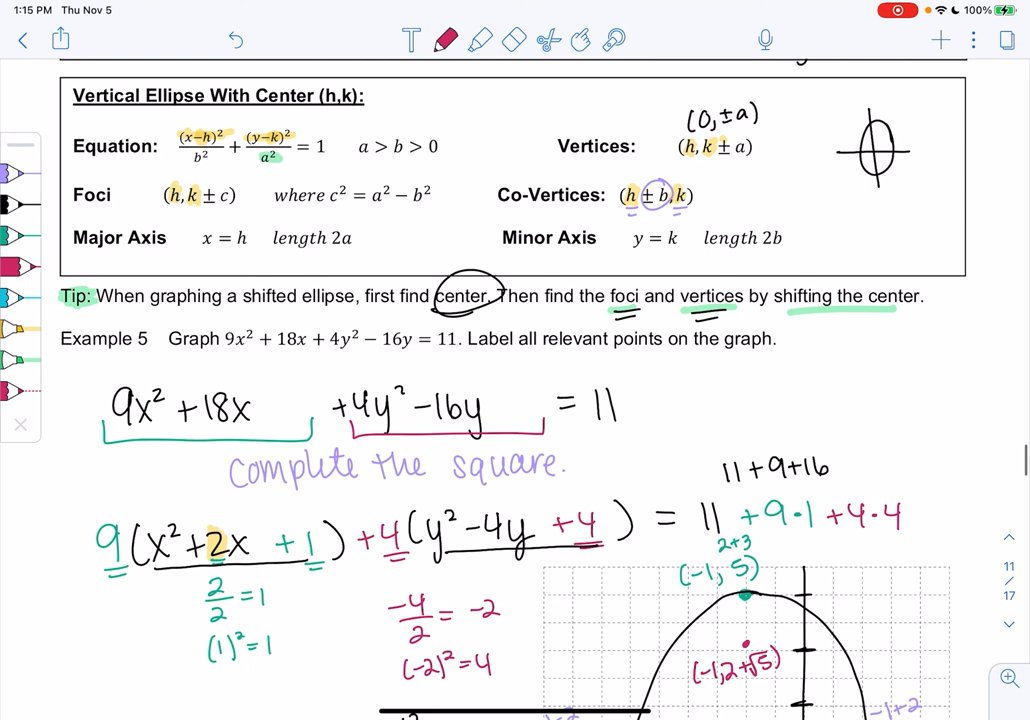 1:15 PM Thu Nov 5
100%
T
Vertical Ellipse With Center (h,k):
(0, ±a)
Equation: (x−h)²/b² + (y−k)²/a² = 1 a > b > 0 Vertices: (h, k ± a)
Foci (h, k ± c) where c² = a² − b² Co-Vertices: (h ± b, k)
Major Axis x = h length 2a Minor Axis y = k length 2b
Tip: When graphing a shifted ellipse, first find center. Then find the foci and vertices by shifting the center.
Example 5 Graph 9x² + 18x + 4y² − 16y = 11. Label all relevant points on the graph.
9x² + 18x + 4y² − 16y = 11
Complete the square.
11 + 9 + 16
9(x² + 2x + 1) + 4(y² − 4y + 4) = 11 + 9·1 + 4·4
2+3
(−1, 5)
2/2 = 1
(1)² = 1
−4/2 = −2
(−2)² = 4
(−1, 2+√5)
−1+2
11
/
17